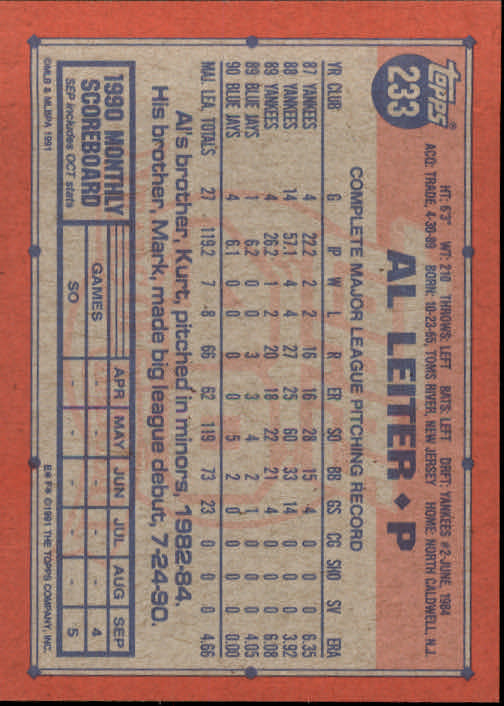 TOPPS®
233
HT: 6'3" WT: 210 THROWS: LEFT BATS: LEFT DRFT: YANKEES #2-JUNE, 1984
ACQ: TRADE, 4-30-89 BORN: 10-23-65, TOMS RIVER, NEW JERSEY HOME: NORTH CALDWELL, N.J.
AL LEITER ♦ P
COMPLETE MAJOR LEAGUE PITCHING RECORD
YR CLUB G IP W L R ER SO BB GS CG SHO SV ERA
87 YANKEES 4 22.2 2 2 16 16 28 15 4 0 0 0 6.35
88 YANKEES 14 57.1 4 4 27 25 60 33 14 0 0 0 3.92
89 YANKEES 4 26.2 1 2 20 18 22 21 4 0 0 0 6.08
89 BLUE JAYS 1 6.2 0 0 3 3 4 2 1 0 0 0 4.05
90 BLUE JAYS 4 6.1 0 0 0 0 5 2 0 0 0 0 0.00
MAJ. LEA. TOTALS 27 119.2 7 8 66 62 119 73 23 0 0 0 4.66
Al's brother, Kurt, pitched in minors, 1982-84.
His brother, Mark, made big league debut, 7-24-90.
1990 MONTHLY SCOREBOARD
SEP includes OCT stats
APR MAY JUN JUL AUG SEP
GAMES - - - - - 4
SO - - - - - 5
©MLB & MLBPA 1991 ©1991 THE TOPPS COMPANY, INC.